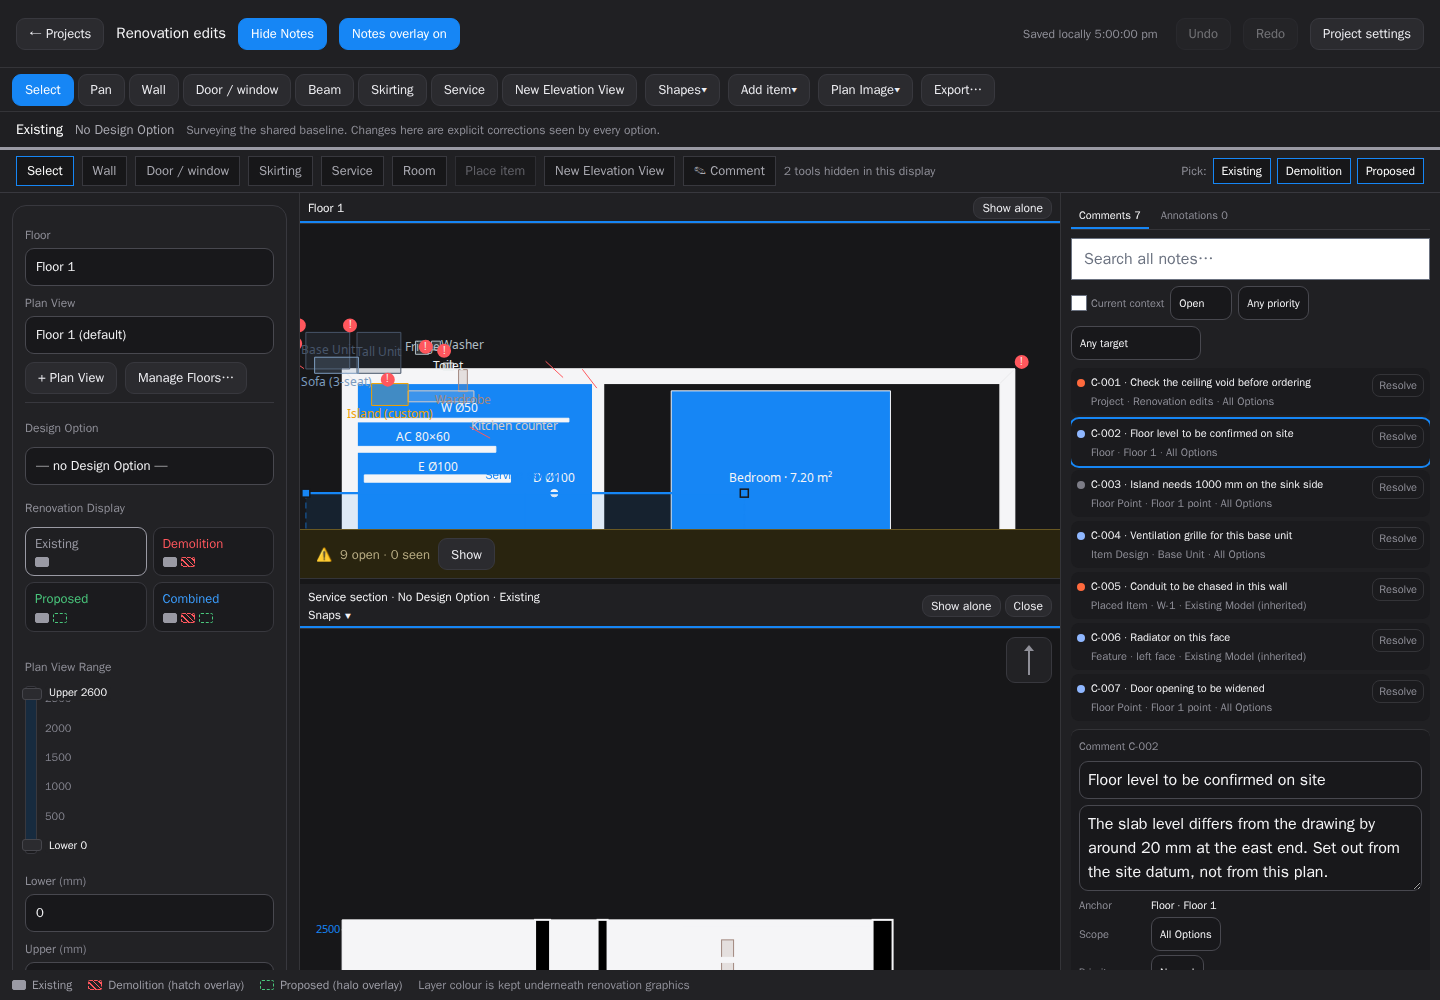 ← Projects
Renovation edits
Hide Notes
Notes overlay on
Saved locally 5:00:00 pm
Undo
Redo
Project settings
Select
Pan
Wall
Door / window
Beam
Skirting
Service
New Elevation View
Shapes▾
Add item▾
Plan Image▾
Export⋯
Existing
No Design Option
Surveying the shared baseline. Changes here are explicit corrections seen by every option.
Select
Wall
Door / window
Skirting
Service
Room
Place item
New Elevation View
✎ Comment
2 tools hidden in this display
Pick:
Existing
Demolition
Proposed
Floor
Floor 1
Plan View
Floor 1 (default)
+ Plan View
Manage Floors⋯
Design Option
— no Design Option —
Renovation Display
Existing
Demolition
Proposed
Combined
Plan View Range
Upper 2600
2000
1500
1000
500
Lower 0
Lower (mm)
0
Upper (mm)
Floor 1
Show alone
Base Unit
Tall Unit
Washer
Toilet
Sofa (3-seat)
Wardrobe
Island (custom)
W Ø50
Kitchen counter
AC 80×60
E Ø100
D Ø100
Bedroom · 7.20 m²
⚠ 9 open · 0 seen
Show
Service section · No Design Option · Existing
Snaps ▾
Show alone
Close
2500
Comments 7
Annotations 0
Search all notes⋯
Current context
Open
Any priority
Any target
C-001 · Check the ceiling void before ordering
Project · Renovation edits · All Options
Resolve
C-002 · Floor level to be confirmed on site
Floor · Floor 1 · All Options
Resolve
C-003 · Island needs 1000 mm on the sink side
Floor Point · Floor 1 point · All Options
Resolve
C-004 · Ventilation grille for this base unit
Item Design · Base Unit · All Options
Resolve
C-005 · Conduit to be chased in this wall
Placed Item · W-1 · Existing Model (inherited)
Resolve
C-006 · Radiator on this face
Feature · left face · Existing Model (inherited)
Resolve
C-007 · Door opening to be widened
Floor Point · Floor 1 point · All Options
Resolve
Comment C-002
Floor level to be confirmed on site
The slab level differs from the drawing by
around 20 mm at the east end. Set out from
the site datum, not from this plan.
Anchor
Floor · Floor 1
Scope
All Options
Existing
Demolition (hatch overlay)
Proposed (halo overlay)
Layer colour is kept underneath renovation graphics